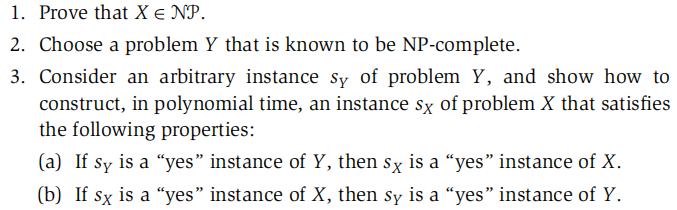 1. Prove that X ∈ NP.
2. Choose a problem Y that is known to be NP-complete.
3. Consider an arbitrary instance s_Y of problem Y, and show how to
construct, in polynomial time, an instance s_X of problem X that satisfies
the following properties:
(a) If s_Y is a “yes” instance of Y, then s_X is a “yes” instance of X.
(b) If s_X is a “yes” instance of X, then s_Y is a “yes” instance of Y.